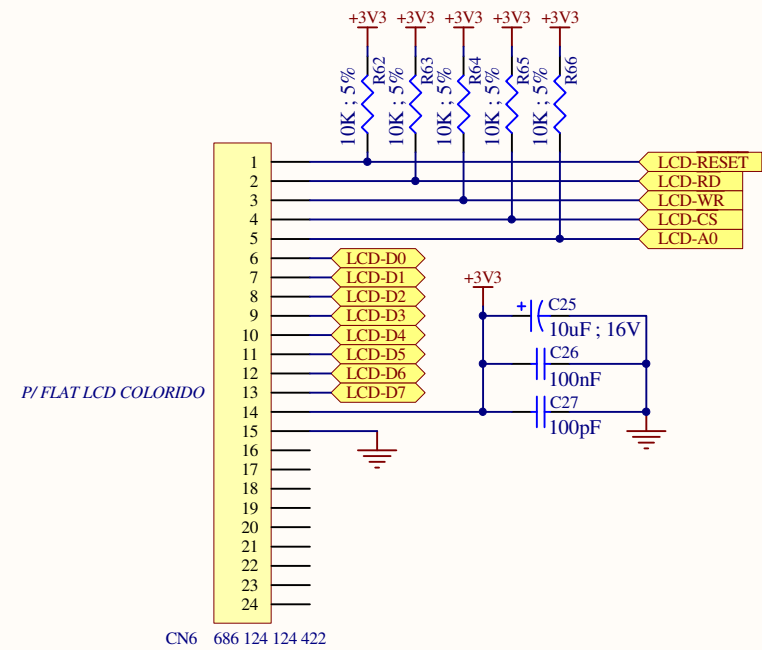 +3V3 +3V3 +3V3 +3V3 +3V3
10K ; 5% R62
10K ; 5% R63
10K ; 5% R64
10K ; 5% R65
10K ; 5% R66
1 LCD-RESET
2 LCD-RD
3 LCD-WR
4 LCD-CS
5 LCD-A0
6 LCD-D0
7 LCD-D1
8 LCD-D2
9 LCD-D3
10 LCD-D4
11 LCD-D5
12 LCD-D6
13 LCD-D7
14
15
16
17
18
19
20
21
22
23
24
+3V3
+ C25
10uF ; 16V
C26
100nF
C27
100pF
P/ FLAT LCD COLORIDO
CN6 686 124 124 422